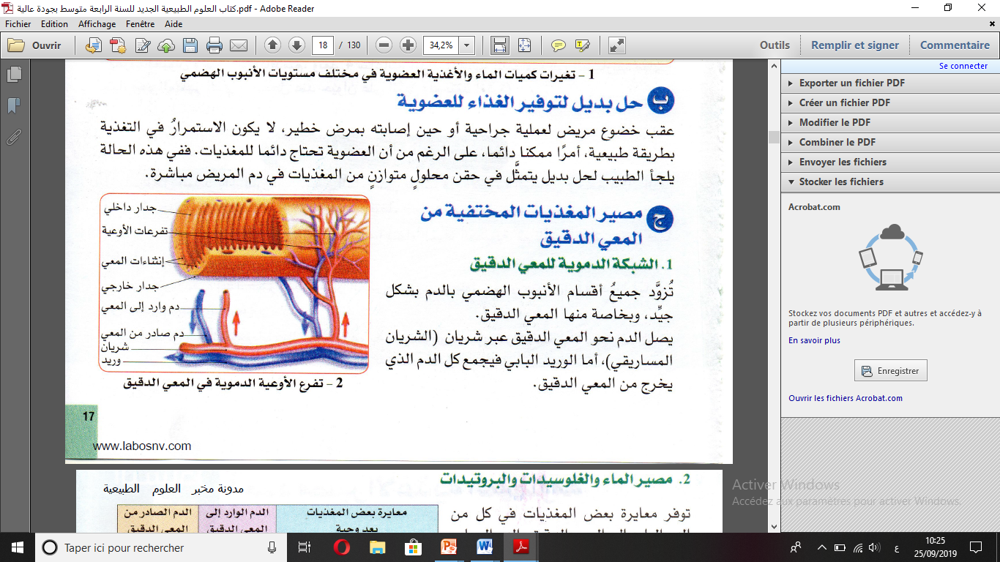 كتاب العلوم الطبيعية الجديد للسنة الرابعة متوسط بجودة عالية.pdf - Adobe Reader
Fichier Edition Affichage Fenêtre Aide
Ouvrir 18 / 130 34,2% Outils Remplir et signer Commentaire
1 - تغيرات كميات الماء والأغذية العضوية في مختلف مستويات الأنبوب الهضمي
ب حل بديل لتوفير الغذاء للعضوية
عقب خضوع مريض لعملية جراحية أو حين إصابته بمرض خطير، لا يكون الاستمرارُ في التغذية
بطريقة طبيعية، أمرًا ممكنا دائما، على الرغم من أن العضوية تحتاج دائما للمغذيات. ففي هذه الحالة
يلجأ الطبيب لحل بديل يتمثَّل في حقن محلولٍ متوازنٍ من المغذيات في دم المريض مباشرة.
ج مصير المغذيات المختفية من
المعي الدقيق
1. الشبكة الدموية للمعي الدقيق
تُزوَّد جميعُ أقسام الأنبوب الهضمي بالدم بشكل
جيِّد، وبخاصة منها المعي الدقيق.
يصل الدم نحو المعي الدقيق عبر شريان (الشريان
المساريقي)، أما الوريد البابي فيجمع كل الدم الذي
يخرج من المعي الدقيق.
جدار داخلي
تفرعات الأوعية
إنشاءات المعي
جدار خارجي
دم وارد إلى المعي
دم صادر من المعي
شريان
وريد
2 - تفرع الأوعية الدموية في المعي الدقيق
17
www.labosnv.com
2. مصير الماء والغلوسيدات والبروتيدات
مدونة مخبر العلوم الطبيعية
توفر معايرة بعض المغذيات في كل من
معايرة بعض المغذيات
بعد وجبة
الدم الوارد إلى
المعي الدقيق
الدم الصادر من
المعي الدقيق
Se connecter
Exporter un fichier PDF
Créer un fichier PDF
Modifier le PDF
Combiner le PDF
Envoyer les fichiers
Stocker les fichiers
Acrobat.com
Stockez vos documents PDF et autres et accédez-y à
partir de plusieurs périphériques.
En savoir plus
Enregistrer
Ouvrir les fichiers Acrobat.com
Activer Windows
Accédez aux paramètres pour activer Windows.
Taper ici pour rechercher
ع
10:25
25/09/2019